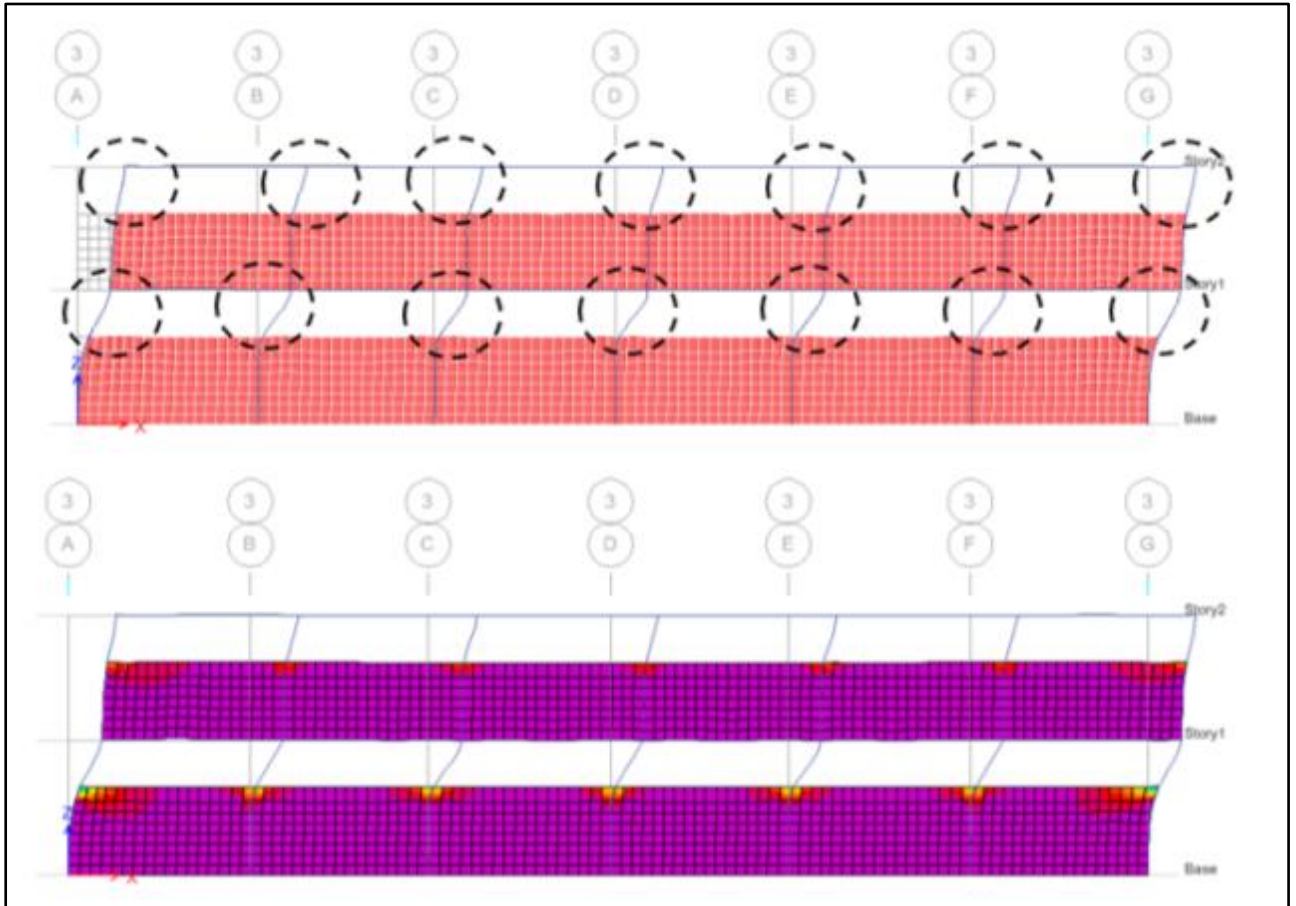 3 3 3 3 3 3 3
A B C D E F G
Story2
Story1
Z
Base
X
3 3 3 3 3 3 3
A B C D E F G
Story2
Story1
Z
Base
X